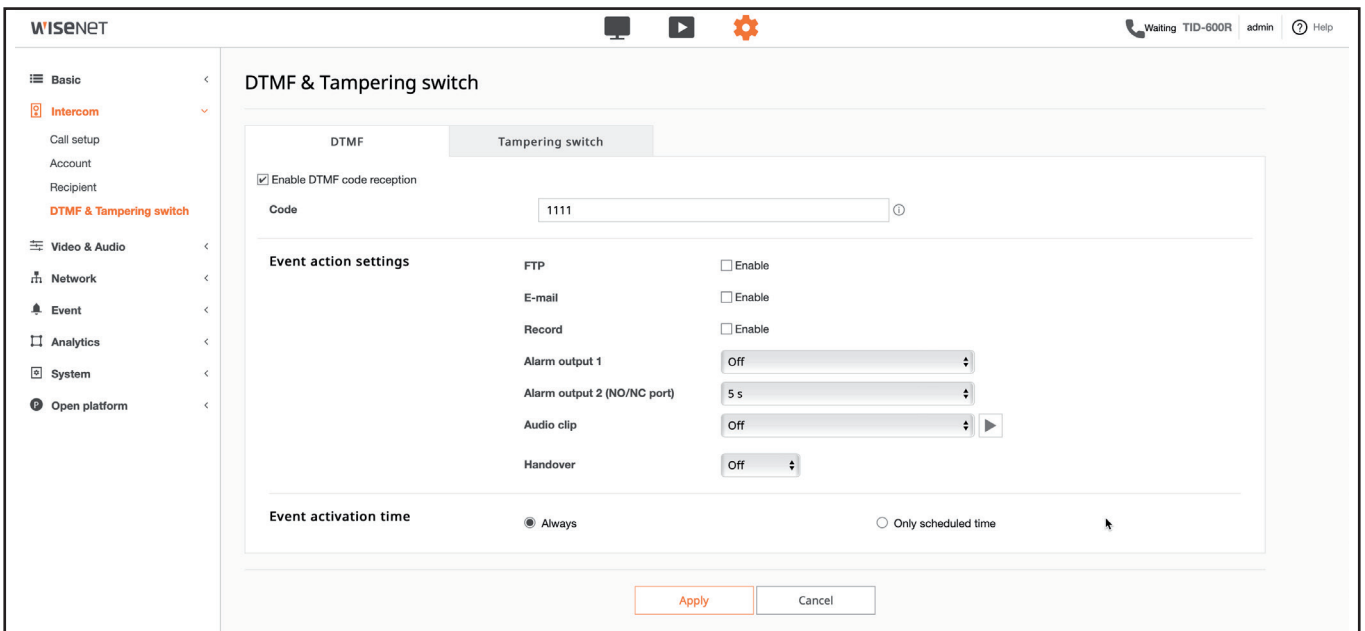 WISENET
Waiting TID-600R admin Help
Basic
Intercom
Call setup
Account
Recipient
DTMF & Tampering switch
Video & Audio
Network
Event
Analytics
System
Open platform
DTMF & Tampering switch
DTMF Tampering switch
Enable DTMF code reception
Code 1111
Event action settings
FTP Enable
E-mail Enable
Record Enable
Alarm output 1 Off
Alarm output 2 (NO/NC port) 5 s
Audio clip Off
Handover Off
Event activation time
Always Only scheduled time
Apply Cancel